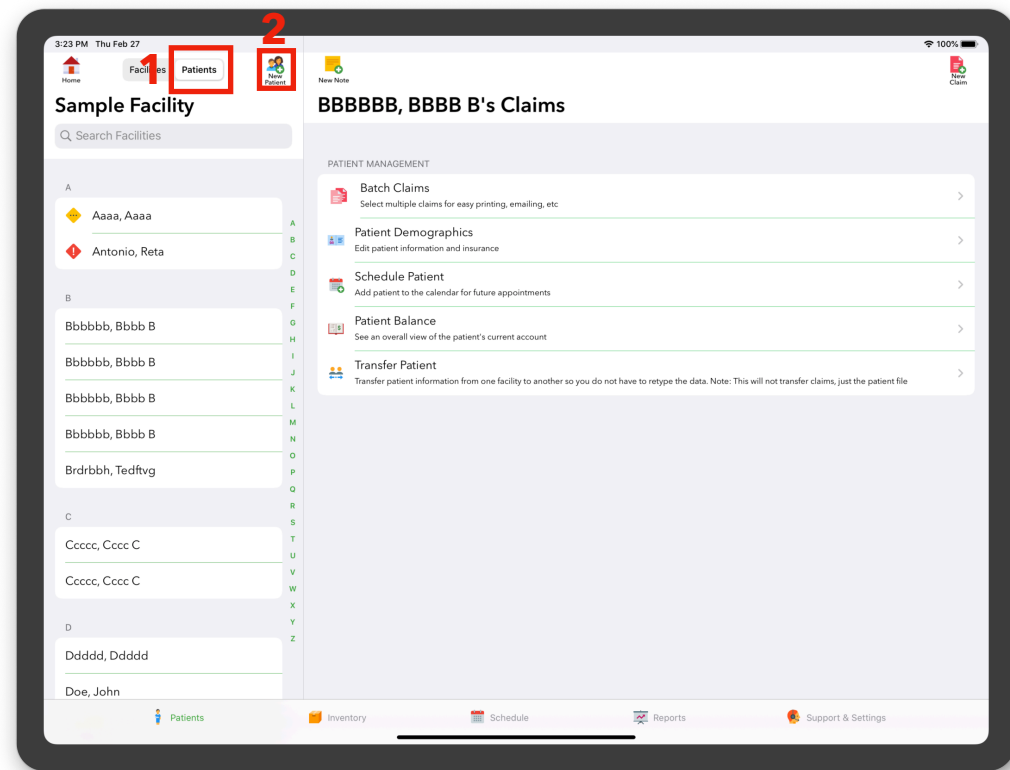 3:23 PM Thu Feb 27
100%
1
2
Home
Facilities
Patients
New Patient
New Note
New Claim
Sample Facility
BBBBBB, BBBB B's Claims
Search Facilities
A
Aaaa, Aaaa
Antonio, Reta
B
Bbbbbb, Bbbb B
Bbbbbb, Bbbb B
Bbbbbb, Bbbb B
Bbbbbb, Bbbb B
Brdrbbh, Tedftvg
C
Ccccc, Cccc C
Ccccc, Cccc C
D
Ddddd, Ddddd
Doe, John
A
B
C
D
E
F
G
H
I
J
K
L
M
N
O
P
Q
R
S
T
U
V
W
X
Y
Z
PATIENT MANAGEMENT
Batch Claims
Select multiple claims for easy printing, emailing, etc
Patient Demographics
Edit patient information and insurance
Schedule Patient
Add patient to the calendar for future appointments
Patient Balance
See an overall view of the patient's current account
Transfer Patient
Transfer patient information from one facility to another so you do not have to retype the data. Note: This will not transfer claims, just the patient file
Patients
Inventory
Schedule
Reports
Support & Settings